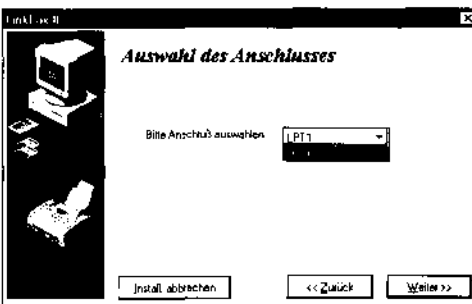 Auswahl des Anschlusses
Bitte Anschluß auswählen
LPT1
Install. abbrechen
<< Zurück
Weiter >>